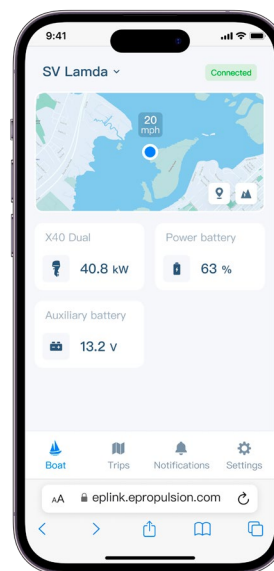 9:41
SV Lamda
Connected
20
mph
X40 Dual
40.8 kW
Power battery
63 %
Auxiliary battery
13.2 V
Boat
Trips
Notifications
Settings
AA
eplink.epropulsion.com